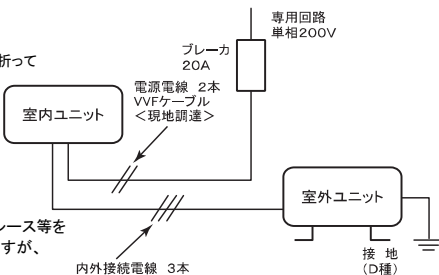 専用回路
単相200V
ブレーカ
20A
折って
電源電線 2本
VVFケーブル
<現地調達>
室内ユニット
室外ユニット
レース等を
すが、
内外接続電線 3本
接 地
(D種)